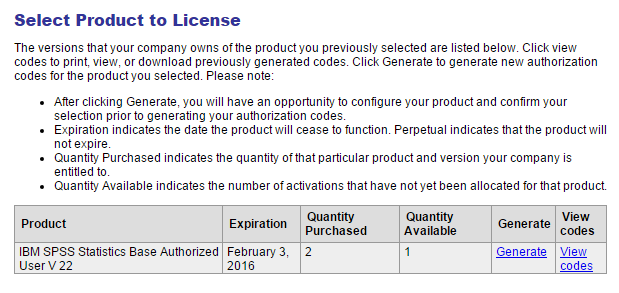 Select Product to License
The versions that your company owns of the product you previously selected are listed below. Click view
codes to print, view, or download previously generated codes. Click Generate to generate new authorization
codes for the product you selected. Please note:
• After clicking Generate, you will have an opportunity to configure your product and confirm your
selection prior to generating your authorization codes.
• Expiration indicates the date the product will cease to function. Perpetual indicates that the product will
not expire.
• Quantity Purchased indicates the quantity of that particular product and version your company is
entitled to.
• Quantity Available indicates the number of activations that have not yet been allocated for that product.
Product Expiration Quantity Purchased Quantity Available Generate View codes
IBM SPSS Statistics Base Authorized User V 22 February 3, 2016 2 1 Generate View codes